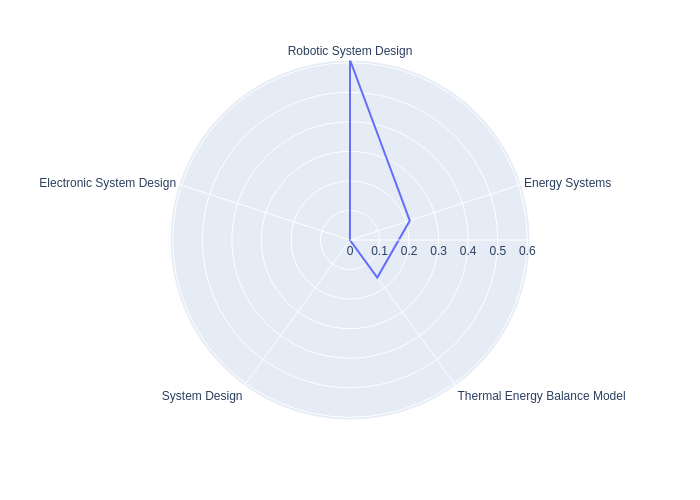 Robotic System Design
Electronic System Design
Energy Systems
0 0.1 0.2 0.3 0.4 0.5 0.6
System Design
Thermal Energy Balance Model